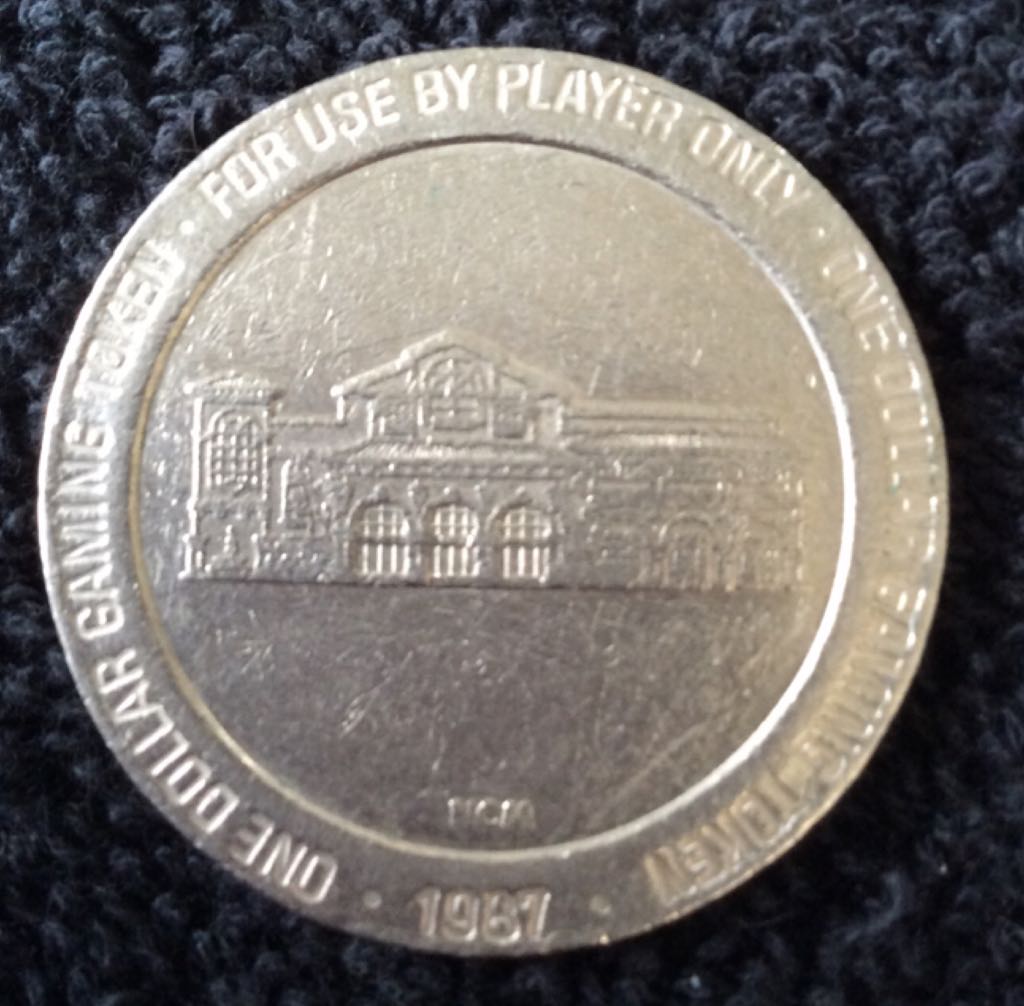 ONE DOLLAR GAMING TOKEN · FOR USE BY PLAYER ONLY · ONE DOLLAR GAMING TOKEN ·
1987
NCM